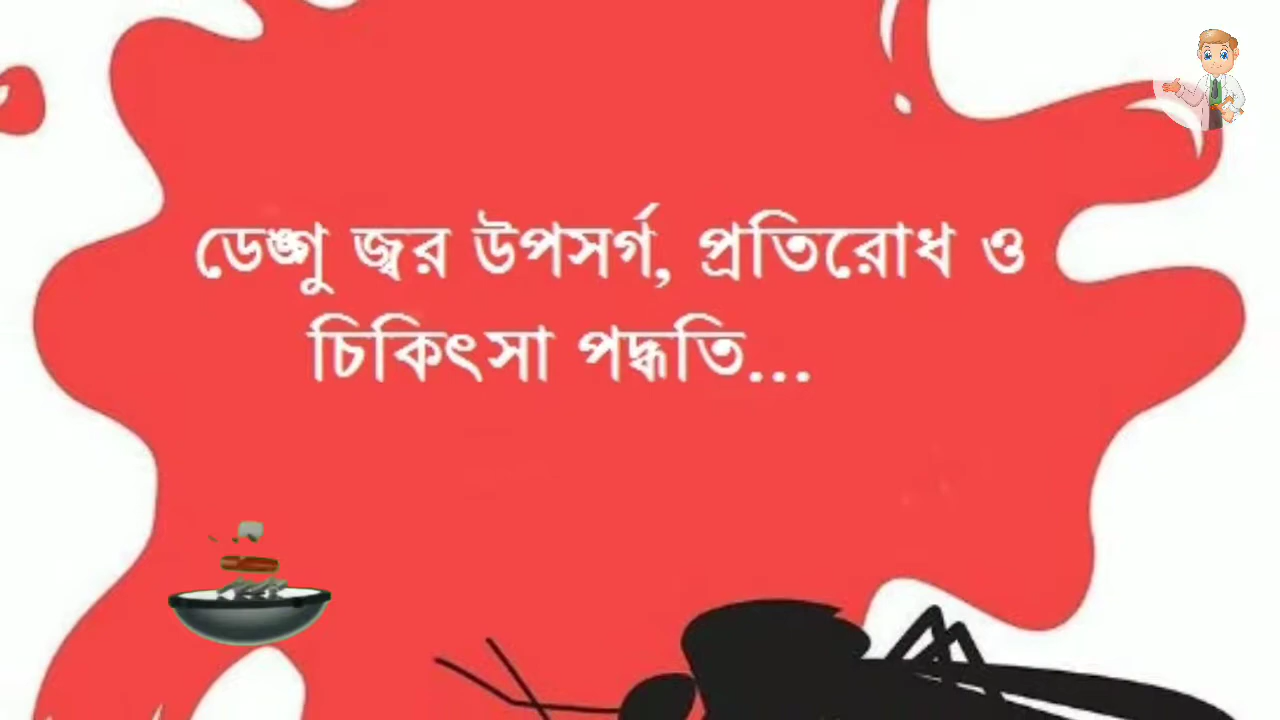 ডেঙ্গু জ্বর উপসর্গ, প্রতিরোধ ও
চিকিৎসা পদ্ধতি...